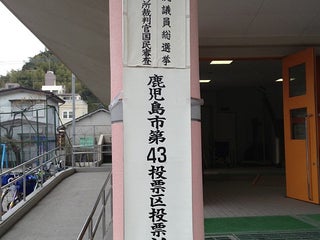 議員総選挙
所裁判官国民審査
鹿児島市第43投票区投票